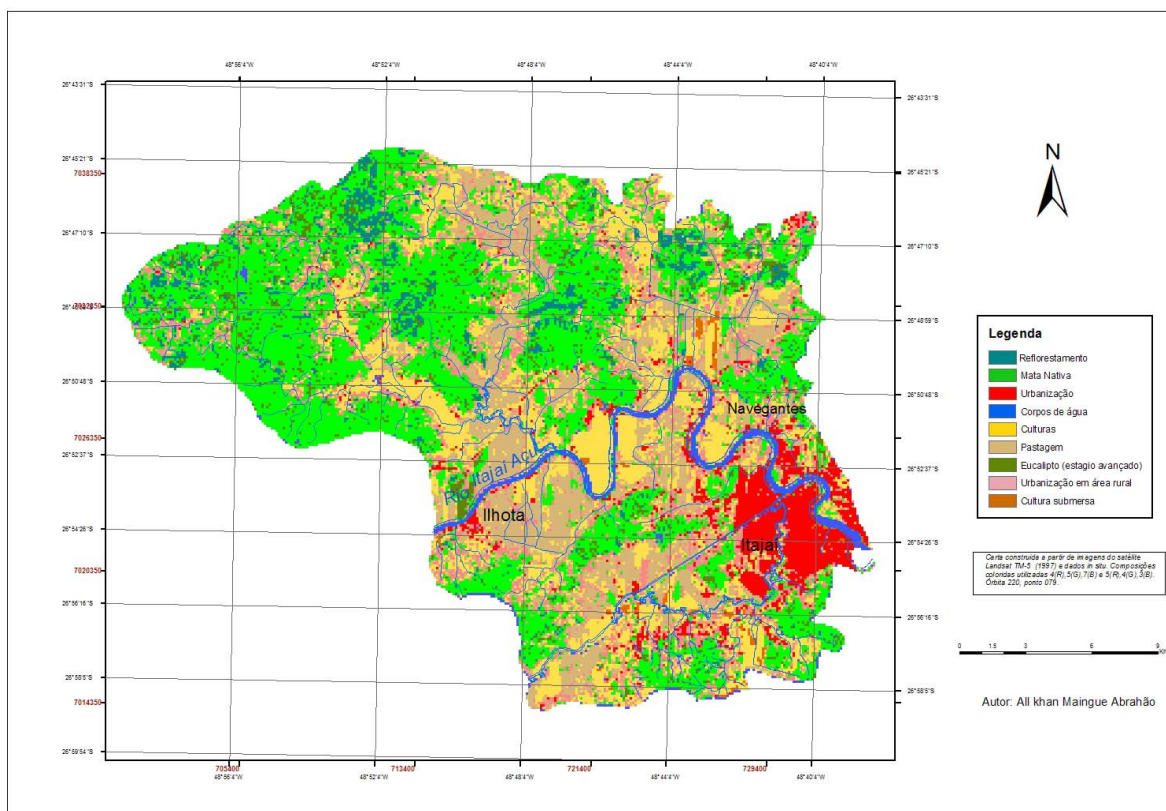 48°56'4"W 48°52'4"W 48°48'4"W 48°44'4"W 48°40'4"W
26°43'31"S 26°43'31"S
26°45'21"S 26°45'21"S
7038350
26°47'10"S 26°47'10"S
26°48'59"S
26°50'48"S 26°50'48"S
7026350
26°52'37"S 26°52'37"S
26°54'26"S 26°54'26"S
7020350
26°56'16"S 26°56'16"S
26°58'5"S 26°58'5"S
7014350
26°59'54"S
705400 713400 721400 729400
48°56'4"W 48°52'4"W 48°48'4"W 48°44'4"W 48°40'4"W
Navegantes
Rio Itajaí Açu
Ilhota
Itajaí
N
Legenda
Reflorestamento
Mata Nativa
Urbanização
Corpos de água
Culturas
Pastagem
Eucalipto (estagio avançado)
Urbanização em área rural
Cultura submersa
Carta construida a partir de imagens do satélite
Landsat TM-5 (1997) e dados in situ. Composições
coloridas utilizadas 4(R),5(G),7(B) e 5(R),4(G),3(B).
Órbita 220, ponto 079.
0 1.5 3 6 9
Km
Autor: All khan Maingue Abrahão